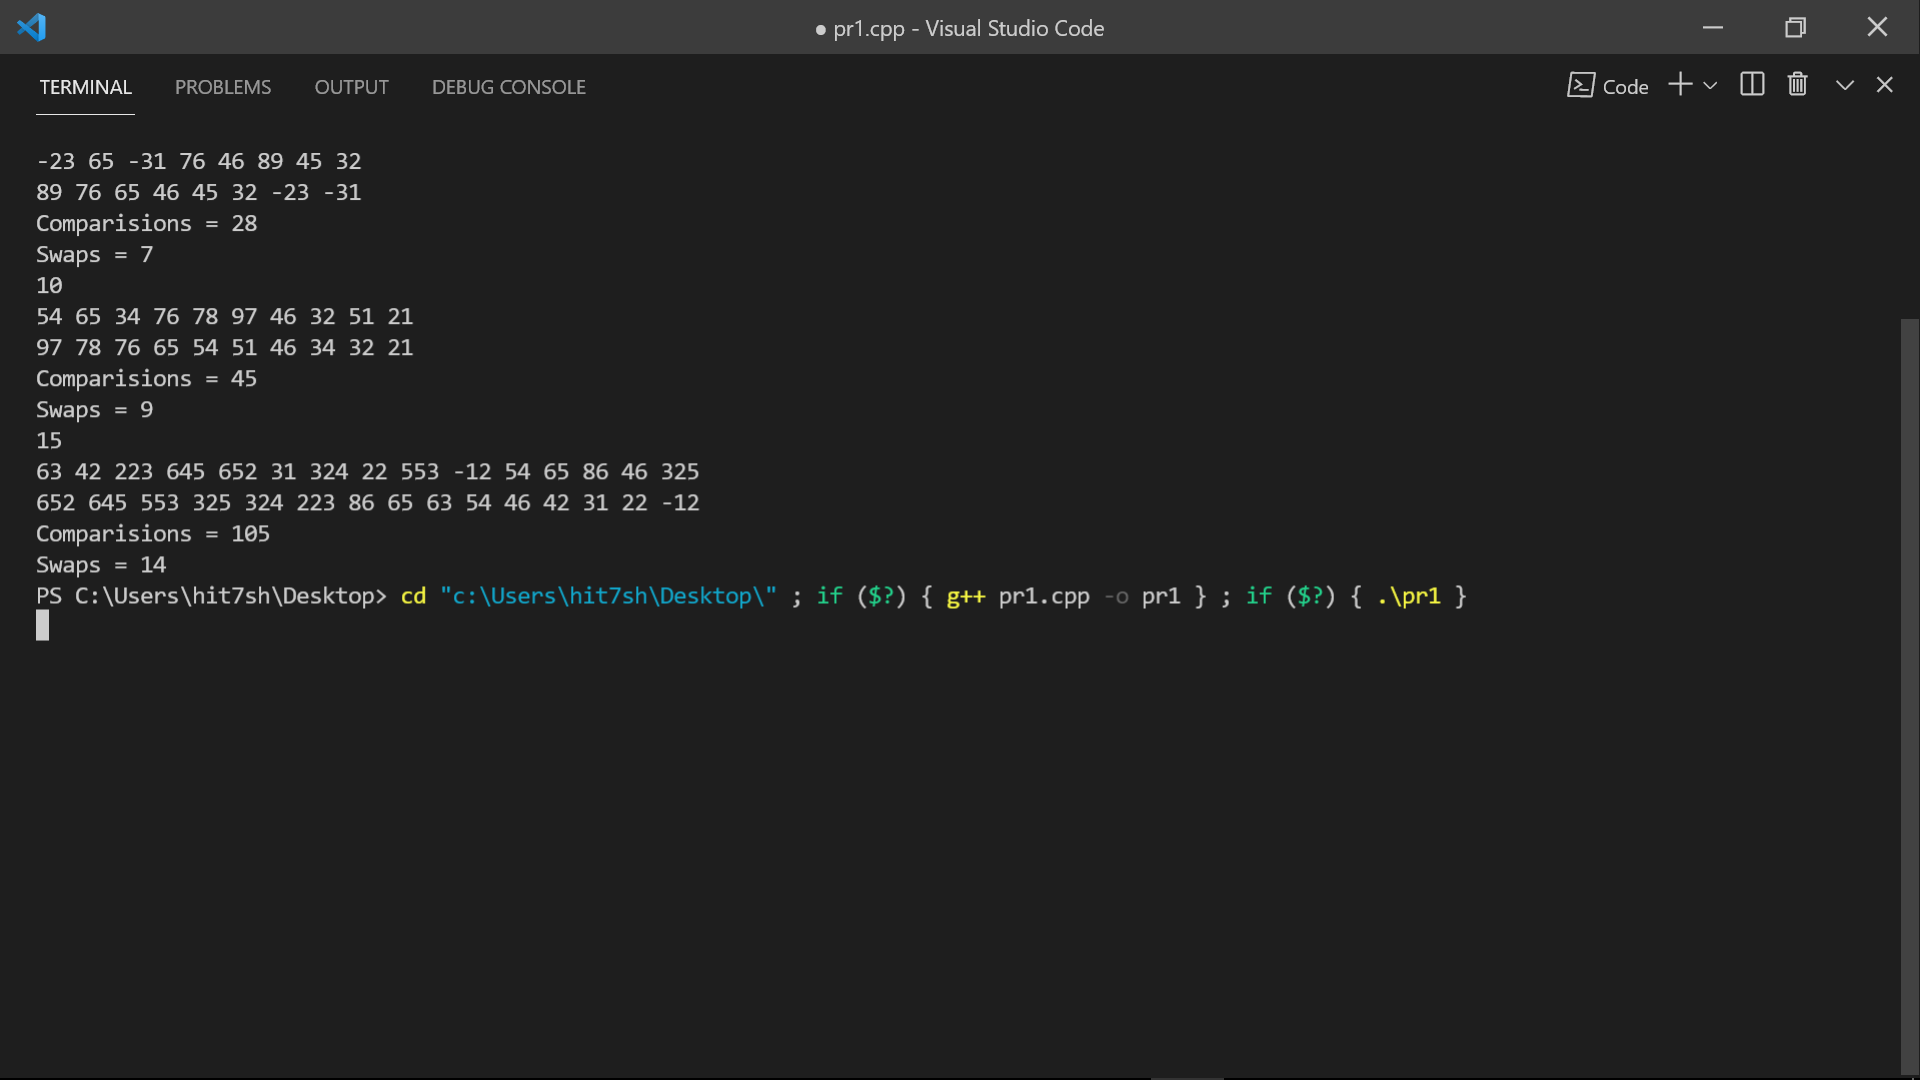 ● pr1.cpp - Visual Studio Code
TERMINAL PROBLEMS OUTPUT DEBUG CONSOLE Code
-23 65 -31 76 46 89 45 32
89 76 65 46 45 32 -23 -31
Comparisions = 28
Swaps = 7
10
54 65 34 76 78 97 46 32 51 21
97 78 76 65 54 51 46 34 32 21
Comparisions = 45
Swaps = 9
15
63 42 223 645 652 31 324 22 553 -12 54 65 86 46 325
652 645 553 325 324 223 86 65 63 54 46 42 31 22 -12
Comparisions = 105
Swaps = 14
PS C:\Users\hit7sh\Desktop> cd "c:\Users\hit7sh\Desktop\" ; if ($?) { g++ pr1.cpp -o pr1 } ; if ($?) { .\pr1 }